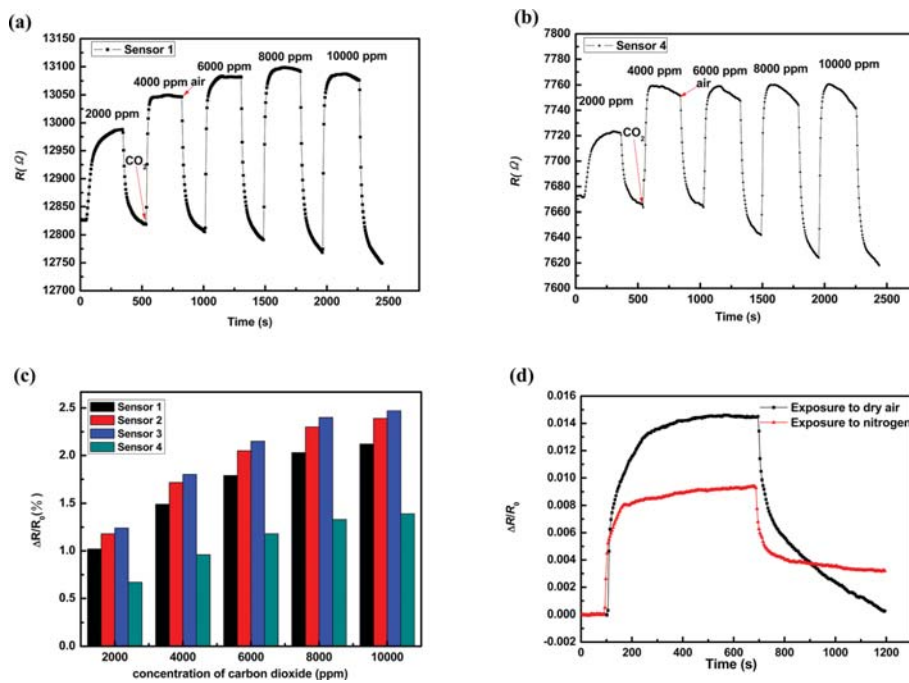 (a)
Sensor 1
13150
13100
13050
13000
12950
12900
12850
12800
12750
12700
R(Ω)
2000 ppm
4000 ppm air
6000 ppm
8000 ppm
10000 ppm
CO2
0 500 1000 1500 2000 2500
Time (s)
(b)
Sensor 4
7800
7780
7760
7740
7720
7700
7680
7660
7640
7620
7600
R(Ω)
2000 ppm
4000 ppm
air
6000 ppm
8000 ppm
10000 ppm
CO2
0 500 1000 1500 2000 2500
Time (s)
(c)
Sensor 1
Sensor 2
Sensor 3
Sensor 4
2.5
2.0
1.5
1.0
0.5
0.0
ΔR/R0(%)
2000 4000 6000 8000 10000
concentration of carbon dioxide (ppm)
(d)
Exposure to dry air
Exposure to nitrogen
0.016
0.014
0.012
0.010
0.008
0.006
0.004
0.002
0.000
-0.002
ΔR/R0
0 200 400 600 800 1000 1200
Time (s)